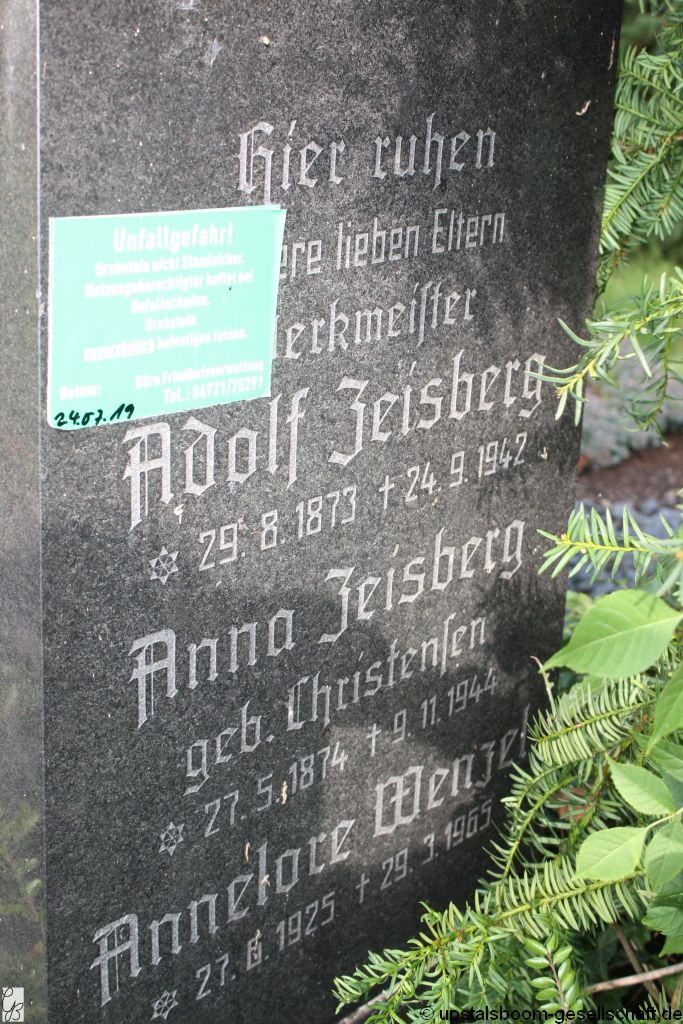 Hier ruhen
ere lieben Eltern
erkmeister
Adolf Zeisberg
29. 8. 1873 † 24. 9. 1942
Anna Zeisberg
geb. Christensen
27. 5. 1874 † 9. 11. 1944
Annelore Wenzel
27. 6. 1925 † 29. 3. 1965
Unfallgefahr!
Grabstein nicht Standsicher.
Nutzungsberechtigter haftet bei
Unfallschäden.
Grabstein
unverzüglich befestigen lassen.
Büro Friedhofsverwaltung
Datum: Tel.: 04921/25291
24.07.19
© upstalsboom-gesellschaft.de